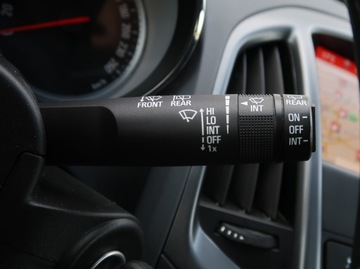 FRONT REAR
HI
LO
INT
OFF
1x
INT
REAR
ON
OFF
INT